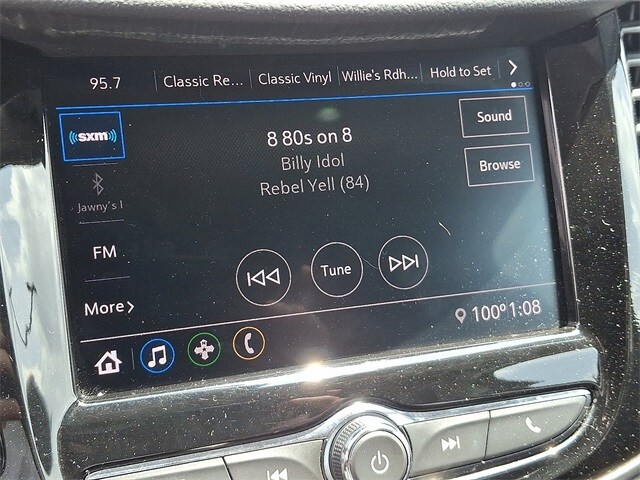 95.7 Classic Re... Classic Vinyl Willie's Rdh... Hold to Set
((sxm))
8 80s on 8
Sound
Billy Idol
Browse
Rebel Yell (84)
Jawny's I
FM
Tune
More
100° 1:08